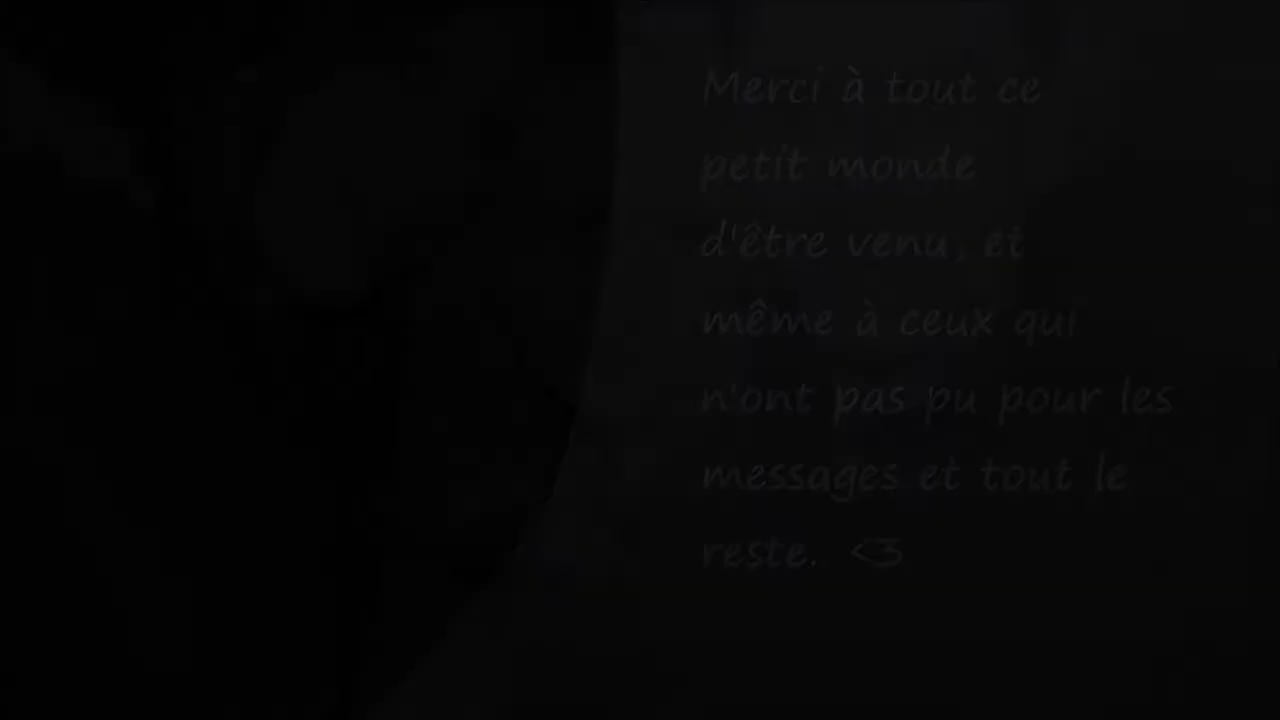 Merci à tout ce
petit monde
d'être venu, et
même à ceux qui
n'ont pas pu pour les
messages et tout le
reste. <3